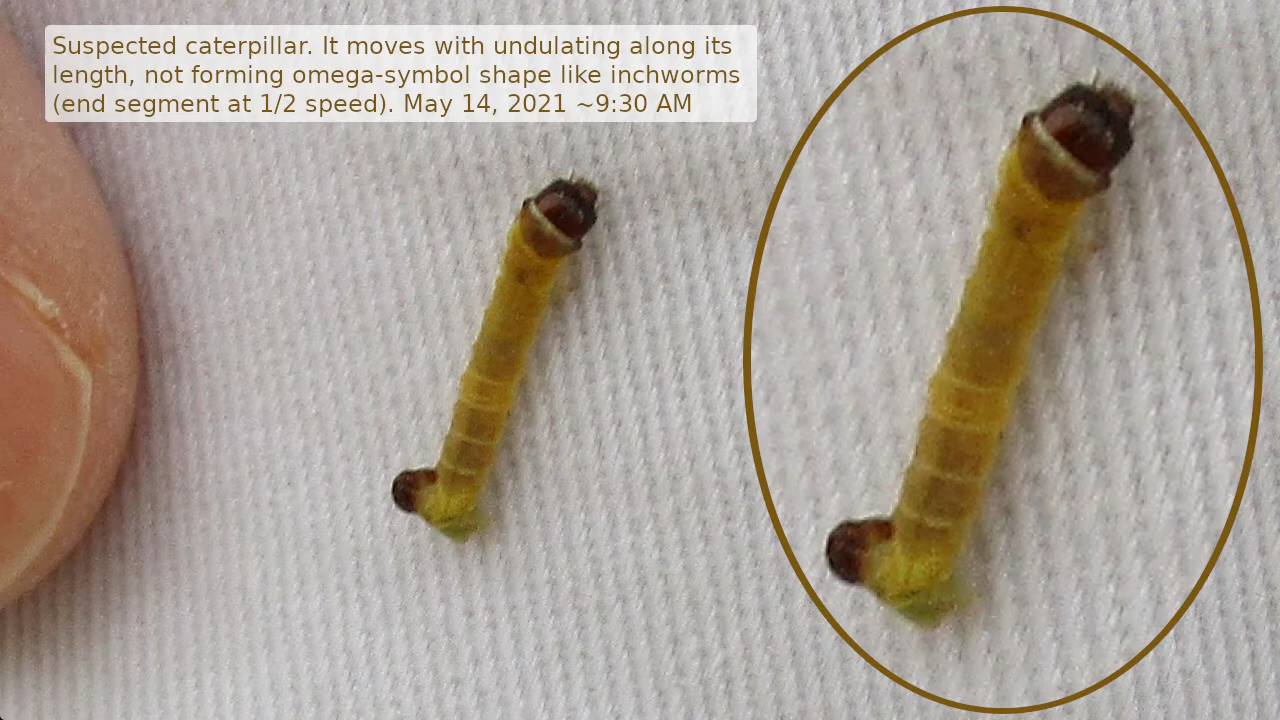 Suspected caterpillar. It moves with undulating along its
length, not forming omega-symbol shape like inchworms
(end segment at 1/2 speed). May 14, 2021 ~9:30 AM